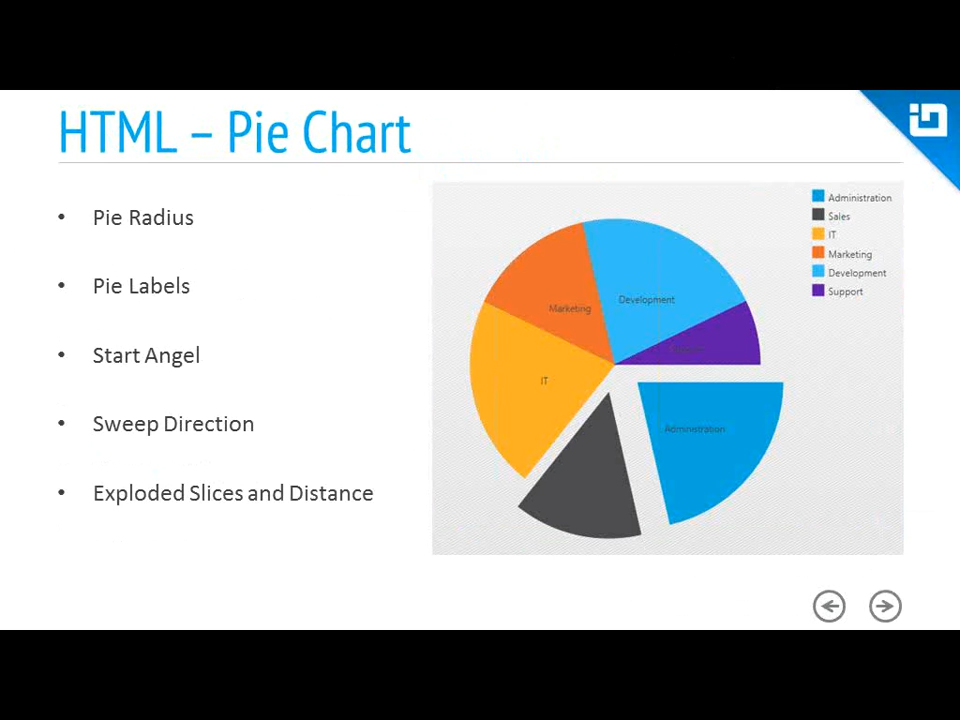 HTML – Pie Chart
• Pie Radius
• Pie Labels
• Start Angel
• Sweep Direction
• Exploded Slices and Distance
Administration
Sales
IT
Marketing
Development
Support
Development
Marketing
IT
Administration